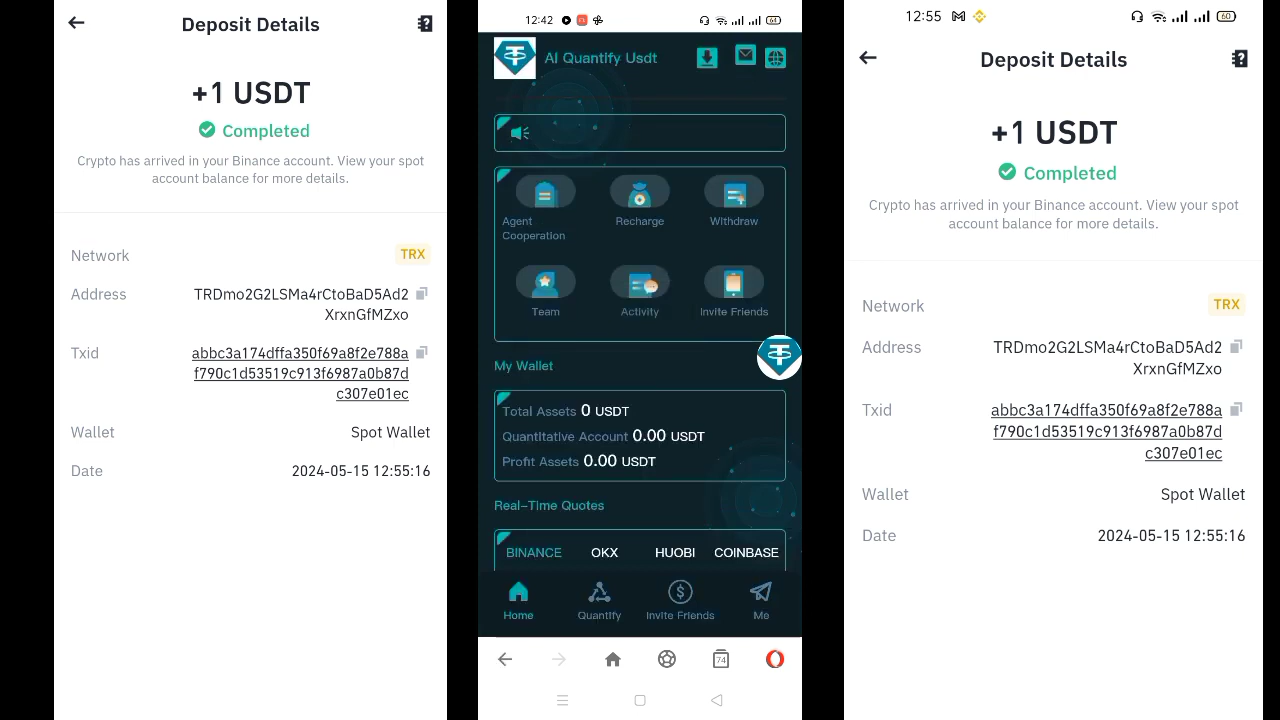 Deposit Details
+1 USDT
Completed
Crypto has arrived in your Binance account. View your spot
account balance for more details.
Network TRX
Address TRDmo2G2LSMa4rCtoBaD5Ad2
XrxnGfMZxo
Txid abbc3a174dffa350f69a8f2e788a
f790c1d53519c913f6987a0b87d
c307e01ec
Wallet Spot Wallet
Date 2024-05-15 12:55:16
12:42
64
AI Quantify Usdt
Agent
Cooperation
Recharge
Withdraw
Team
Activity
Invite Friends
My Wallet
Total Assets 0 USDT
Quantitative Account 0.00 USDT
Profit Assets 0.00 USDT
Real-Time Quotes
BINANCE OKX HUOBI COINBASE
Home Quantify Invite Friends Me
74
12:55
60
Deposit Details
+1 USDT
Completed
Crypto has arrived in your Binance account. View your spot
account balance for more details.
Network TRX
Address TRDmo2G2LSMa4rCtoBaD5Ad2
XrxnGfMZxo
Txid abbc3a174dffa350f69a8f2e788a
f790c1d53519c913f6987a0b87d
c307e01ec
Wallet Spot Wallet
Date 2024-05-15 12:55:16